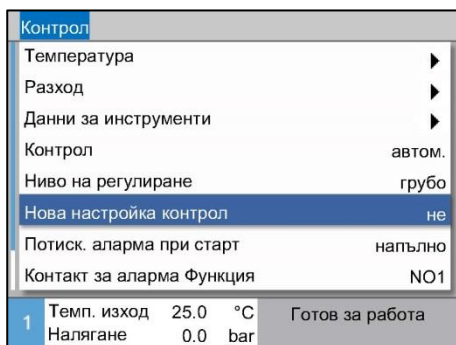 Контрол
Температура
Разход
Данни за инструменти
Контрол автом.
Ниво на регулиране грубо
Нова настройка контрол не
Потиск. аларма при старт напълно
Контакт за аларма Функция NO1
1 Темп. изход 25.0 °C Готов за работа
Налягане 0.0 bar